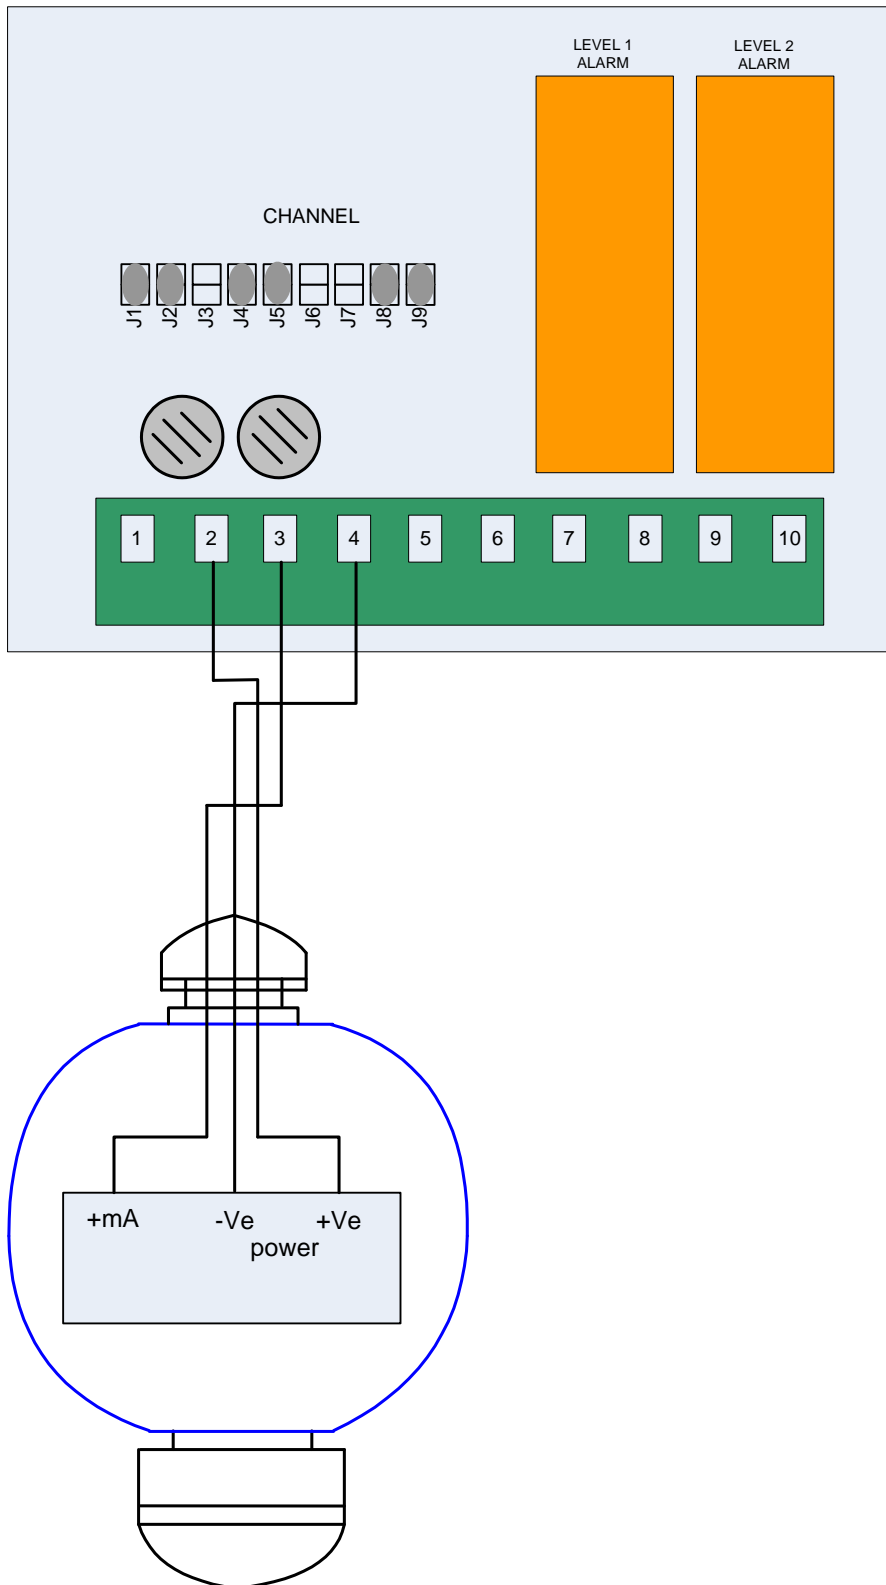 LEVEL 1
ALARM
LEVEL 2
ALARM
CHANNEL
J1 J2 J3 J4 J5 J6 J7 J8 J9
1 2 3 4 5 6 7 8 9 10
+mA -Ve +Ve
power